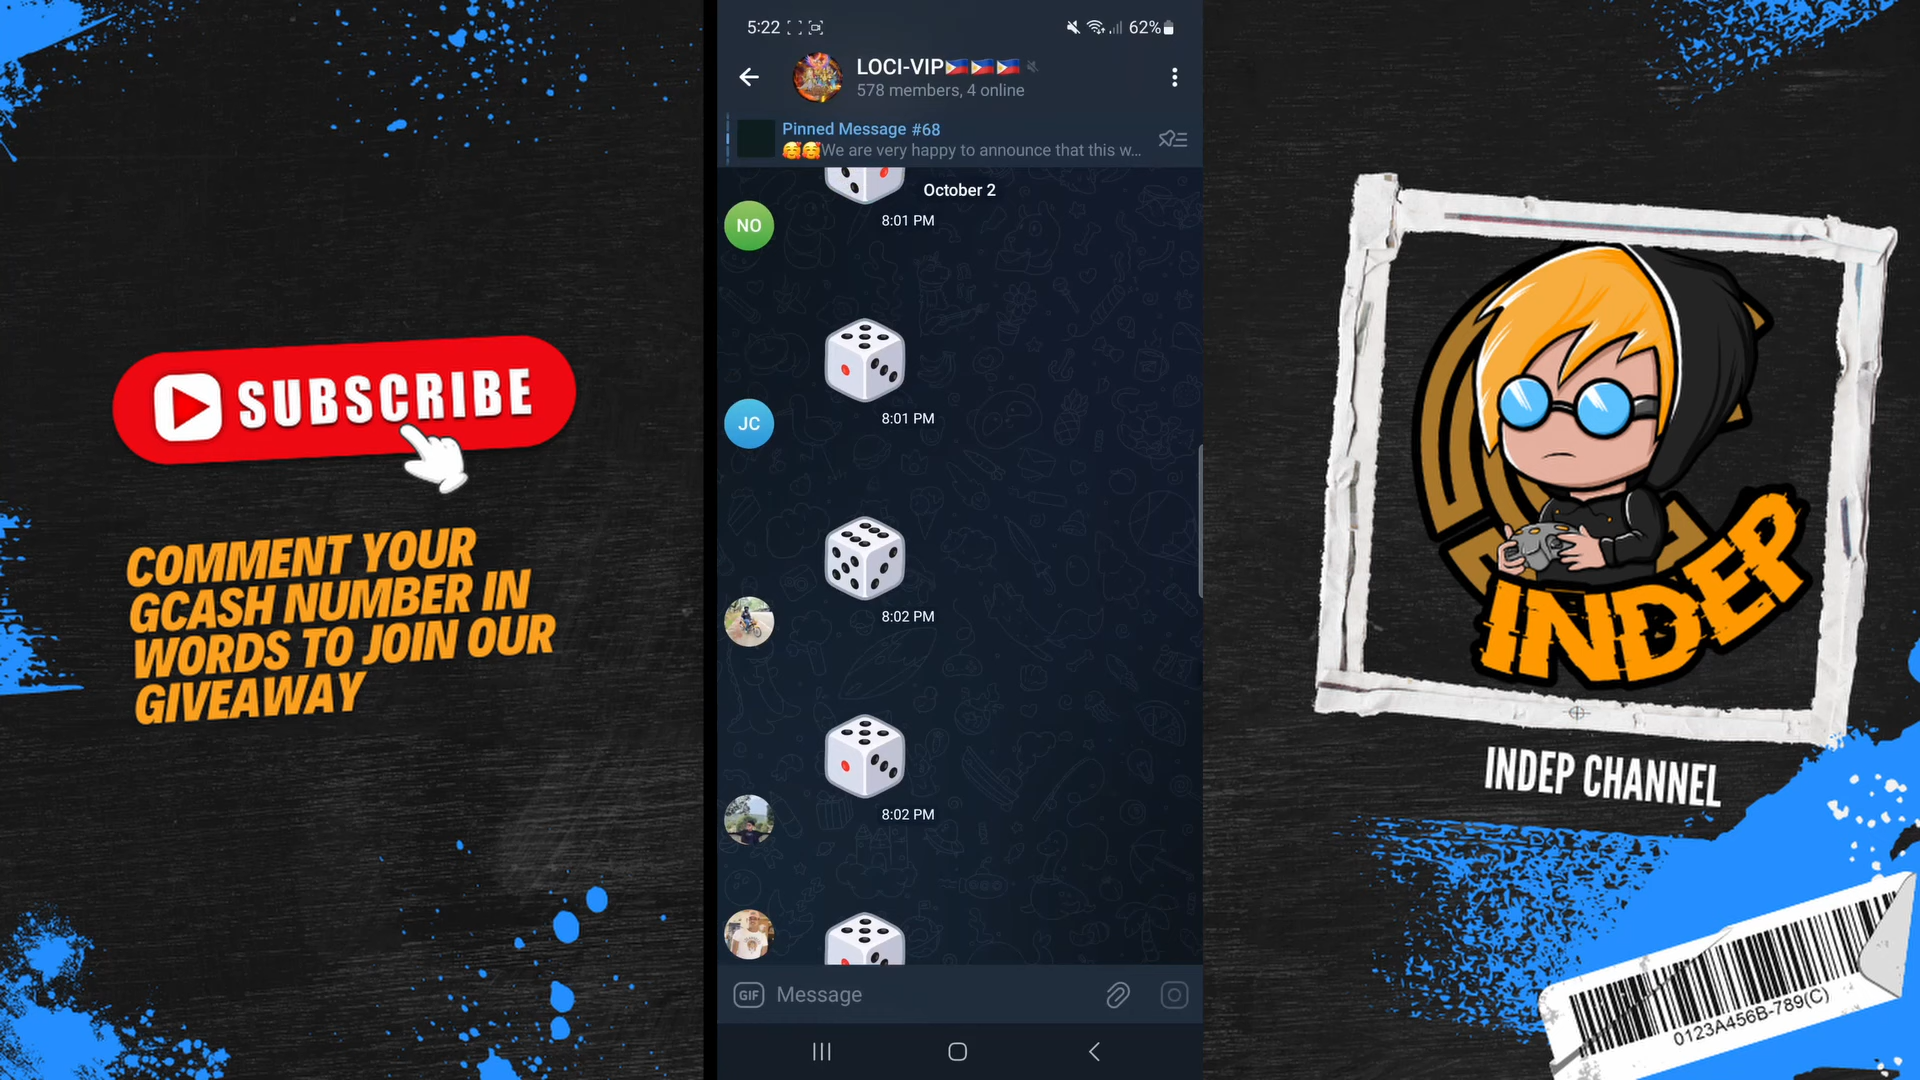 SUBSCRIBE
COMMENT YOUR
GCASH NUMBER IN
WORDS TO JOIN OUR
GIVEAWAY
5:22
62%
LOCI-VIP🇵🇭🇵🇭🇵🇭
578 members, 4 online
Pinned Message #68
🥰🥰We are very happy to announce that this w...
October 2
8:01 PM
NO
8:01 PM
JC
8:02 PM
8:02 PM
GIF
Message
INDEP
INDEP CHANNEL
0123A456B-789(C)